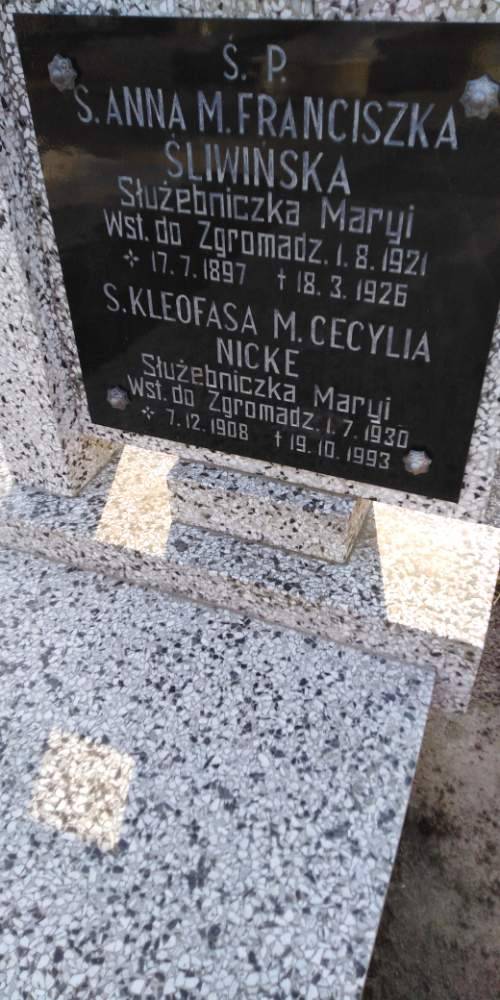 Ś. P.
S. ANNA M. FRANCISZKA
ŚLIWIŃSKA
Służebniczka Maryi
Wst. do Zgromadz. 1. 8. 1921
* 17. 7. 1897 † 18. 3. 1926
S. KLEOFASA M. CECYLIA
NICKE
Służebniczka Maryi
Wst. do Zgromadz. 1. 7. 1930
* 7. 12. 1908 † 19. 10. 1993